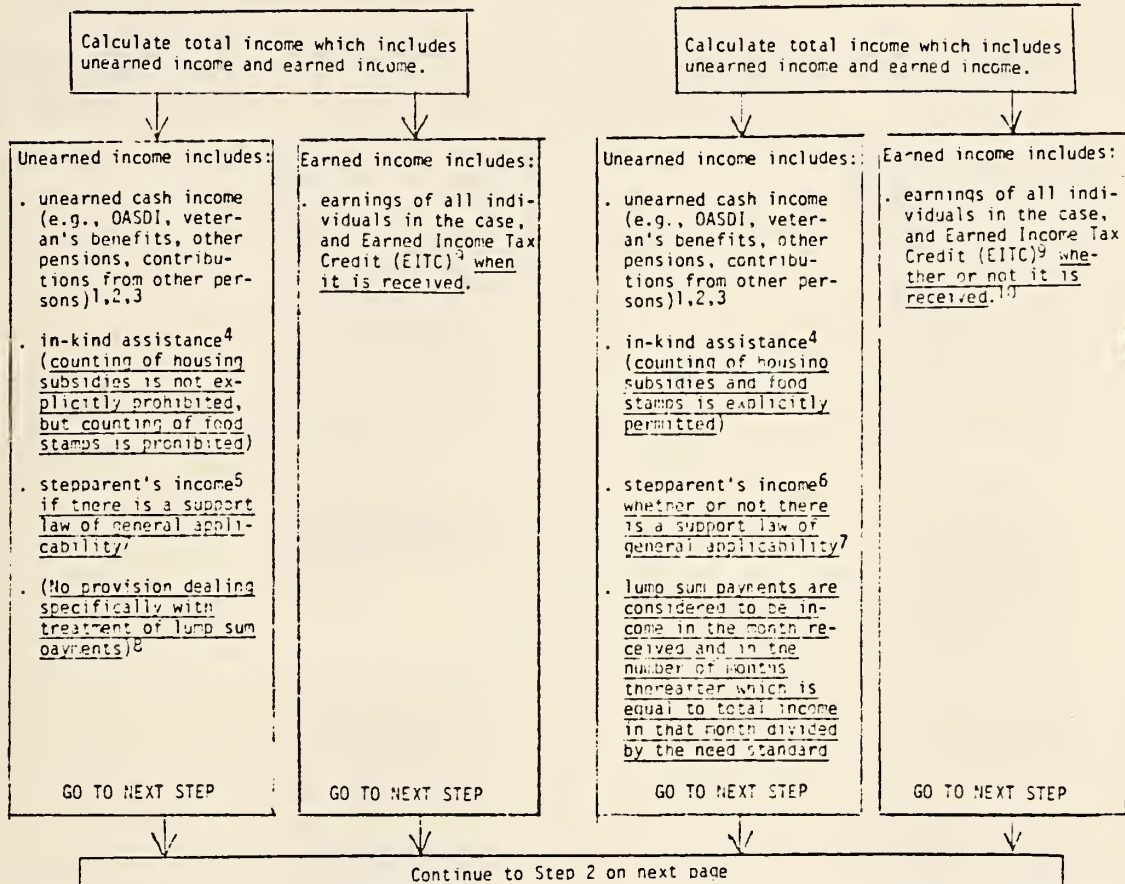 Calculate total income which includes
unearned income and earned income.
Unearned income includes:
. unearned cash income
(e.g., OASDI, veter-
an's benefits, other
pensions, contribu-
tions from other per-
sons)1,2,3
. in-kind assistance4
(counting of housing
subsidies is not ex-
plicitly prohibited,
but counting of food
stamps is prohibited)
. stepparent's income5
if there is a support
law of general appli-
cability7
. (No provision dealing
specifically with
treatment of lump sum
payments)8
GO TO NEXT STEP
Earned income includes:
. earnings of all indi-
viduals in the case,
and Earned Income Tax
Credit (EITC)9 when
it is received.
GO TO NEXT STEP
Calculate total income which includes
unearned income and earned income.
Unearned income includes:
. unearned cash income
(e.g., OASDI, veter-
an's benefits, other
pensions, contribu-
tions from other per-
sons)1,2,3
. in-kind assistance4
(counting of housing
subsidies and food
stamps is explicitly
permitted)
. stepparent's income6
whether or not there
is a support law of
general applicability7
. lump sum payments are
considered to be in-
come in the month re-
ceived and in the
number of months
thereafter which is
equal to total income
in that month divided
by the need standard
GO TO NEXT STEP
Earned income includes:
. earnings of all indi-
viduals in the case,
and Earned Income Tax
Credit (EITC)9 whe-
ther or not it is
received.10
GO TO NEXT STEP
Continue to Step 2 on next page